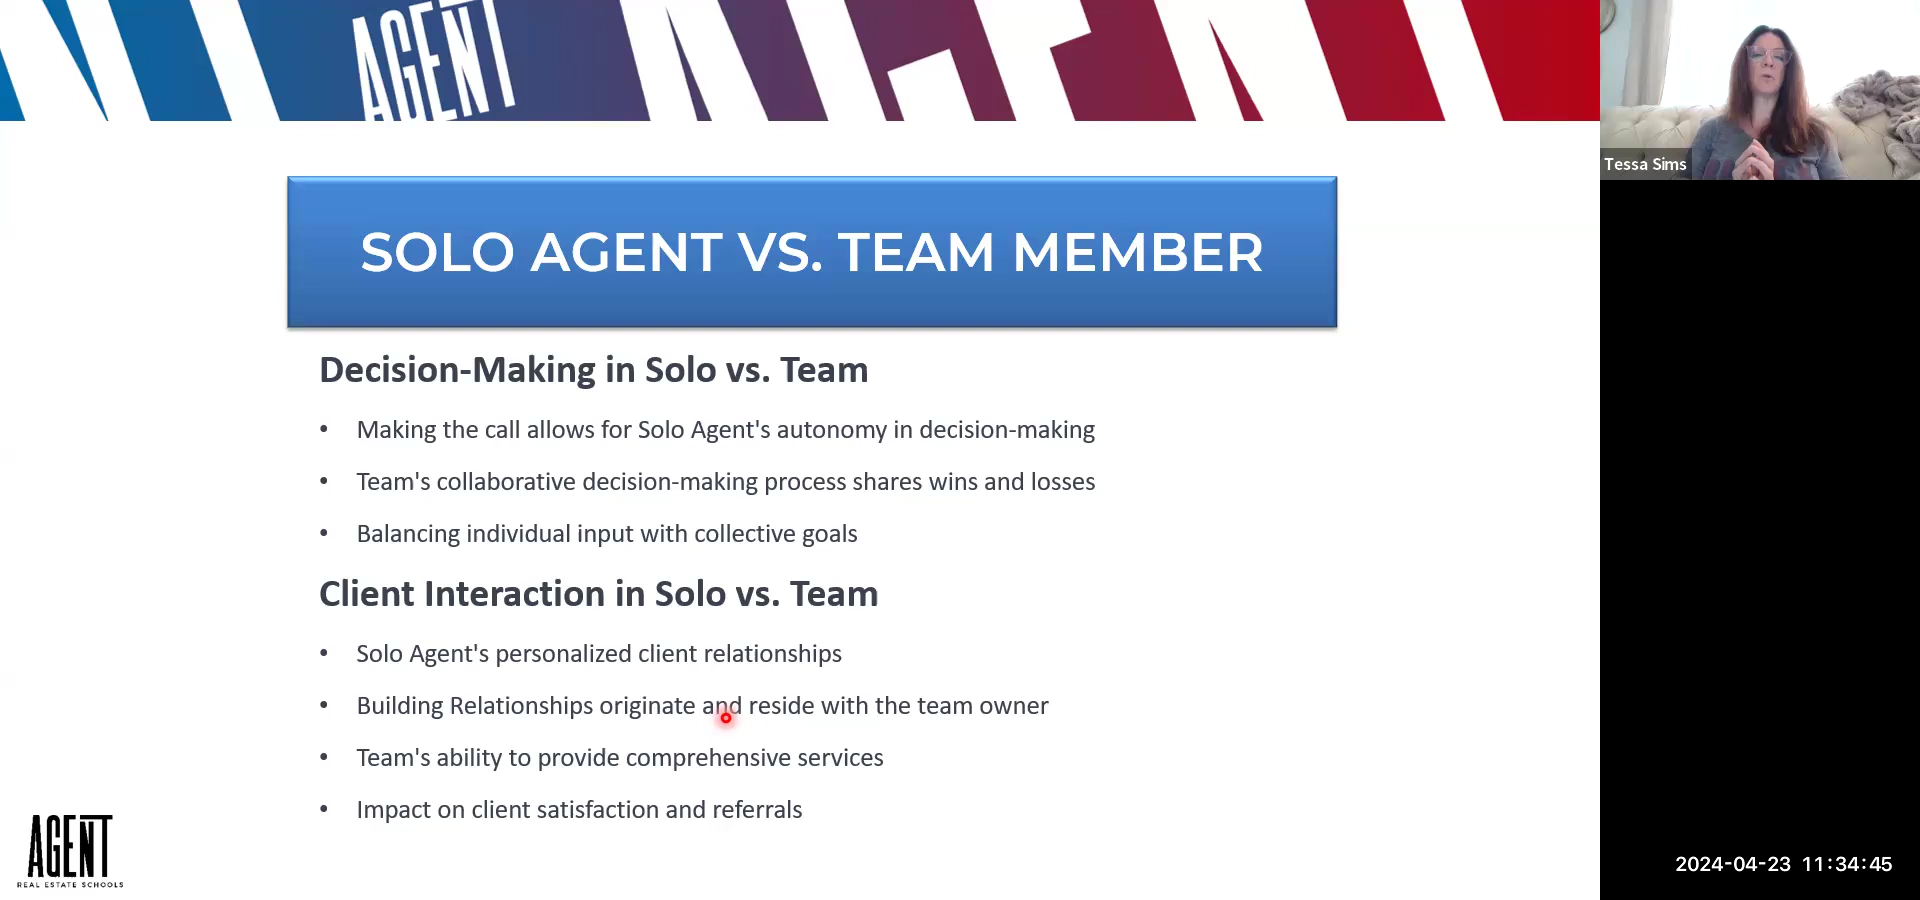 AGENT
Tessa Sims
SOLO AGENT VS. TEAM MEMBER
Decision-Making in Solo vs. Team
• Making the call allows for Solo Agent's autonomy in decision-making
• Team's collaborative decision-making process shares wins and losses
• Balancing individual input with collective goals
Client Interaction in Solo vs. Team
• Solo Agent's personalized client relationships
• Building Relationships originate and reside with the team owner
• Team's ability to provide comprehensive services
• Impact on client satisfaction and referrals
AGENT
REAL ESTATE SCHOOLS
2024-04-23 11:34:45